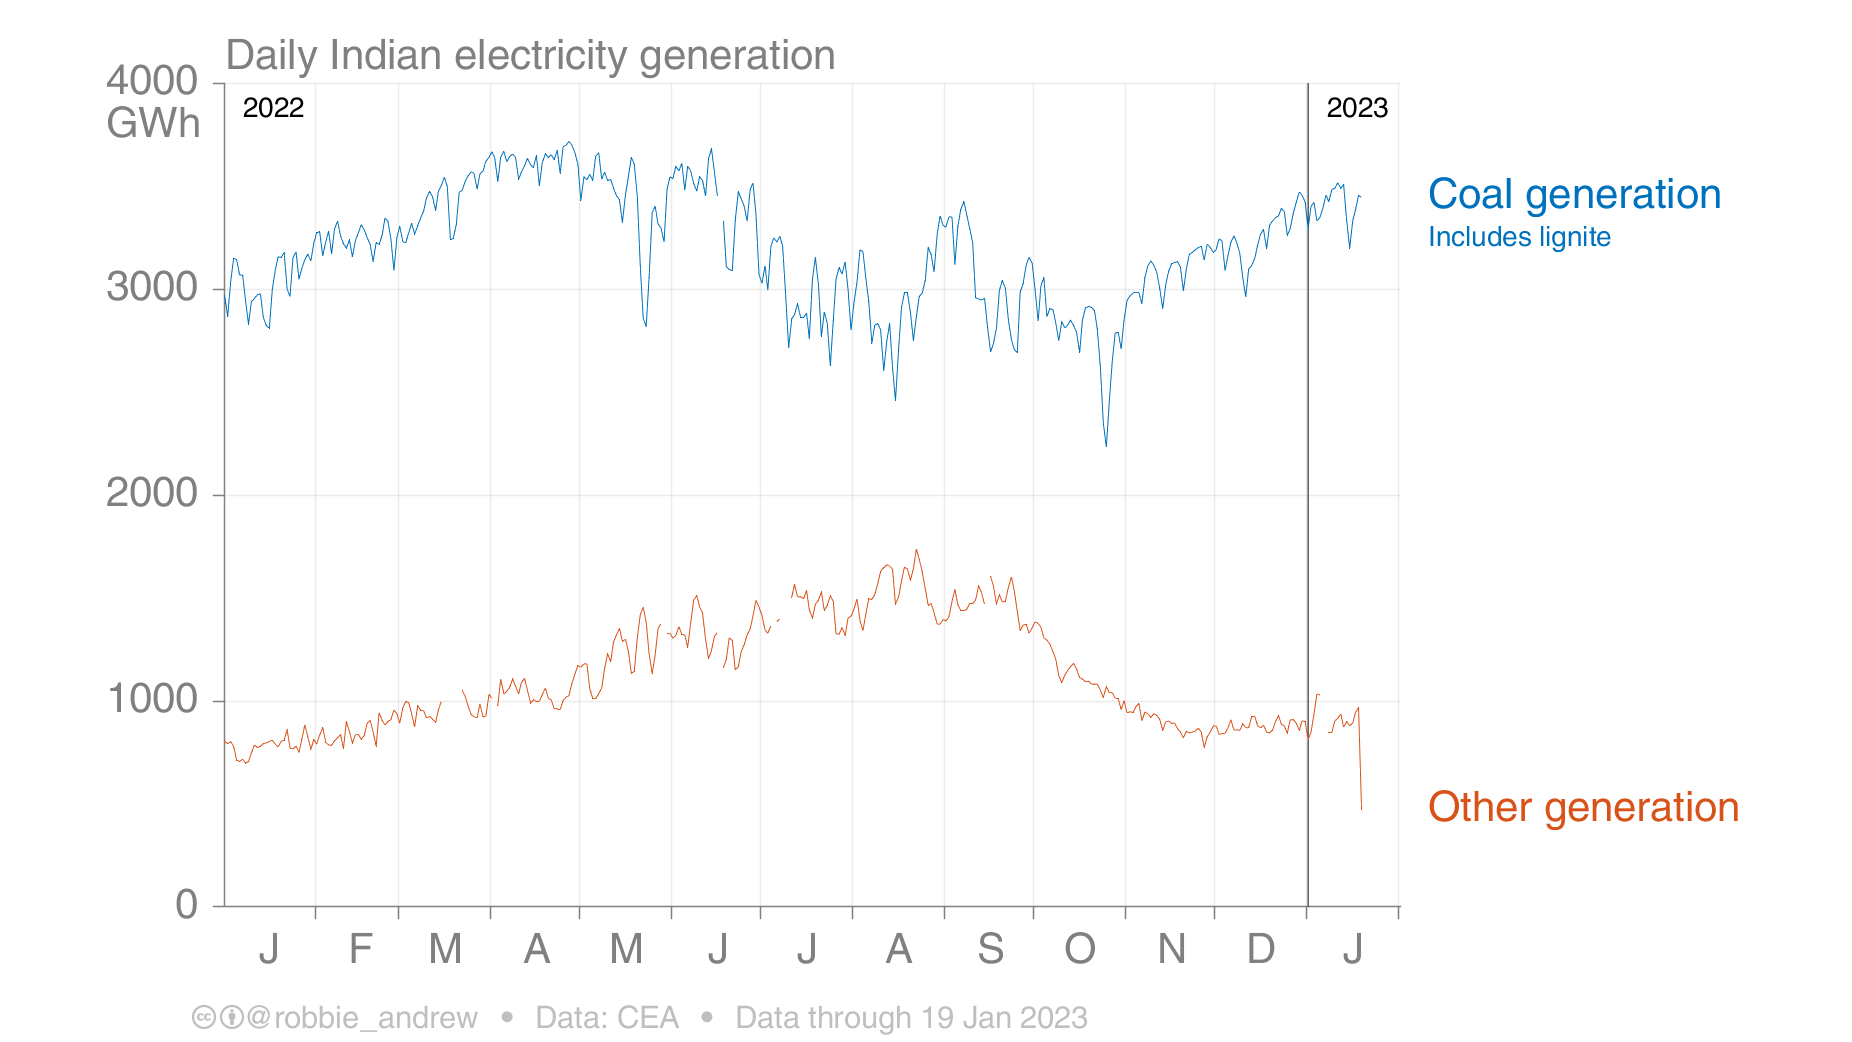 Daily Indian electricity generation
4000
GWh
2022
2023
Coal generation
Includes lignite
3000
2000
1000
Other generation
0
J F M A M J J A S O N D J
@robbie_andrew • Data: CEA • Data through 19 Jan 2023